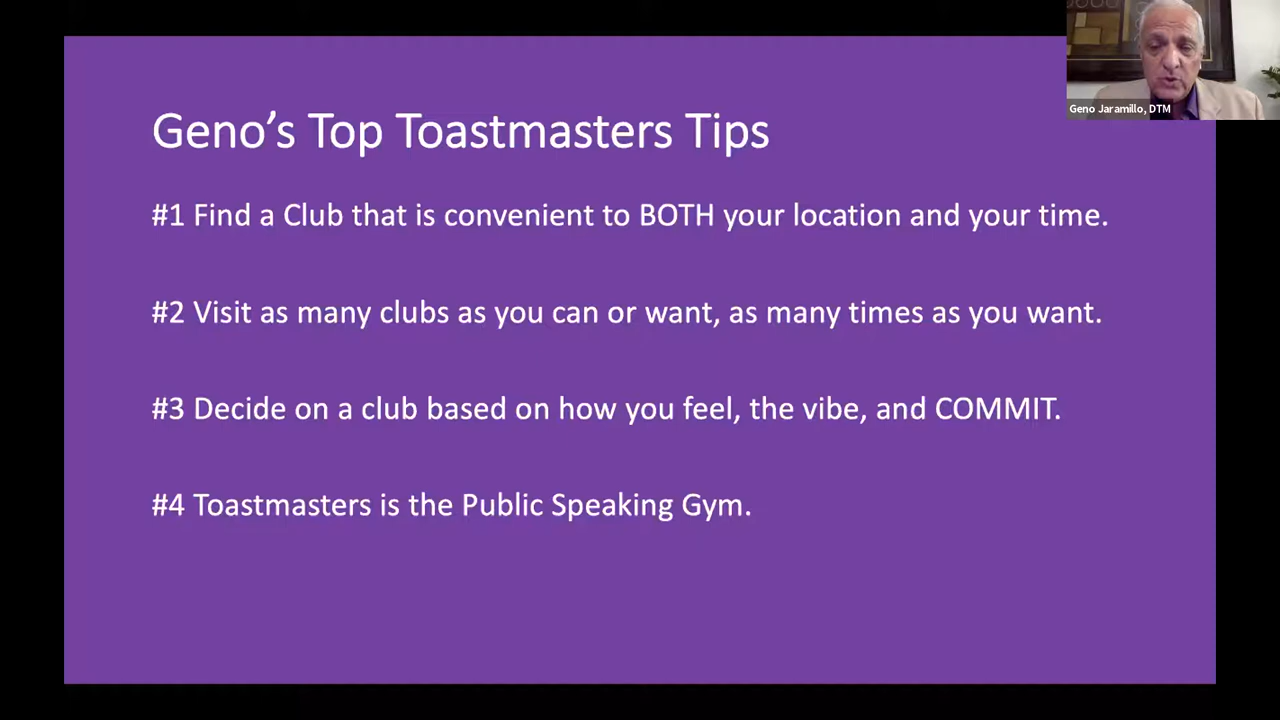 Geno Jaramillo, DTM
Geno’s Top Toastmasters Tips
#1 Find a Club that is convenient to BOTH your location and your time.
#2 Visit as many clubs as you can or want, as many times as you want.
#3 Decide on a club based on how you feel, the vibe, and COMMIT.
#4 Toastmasters is the Public Speaking Gym.